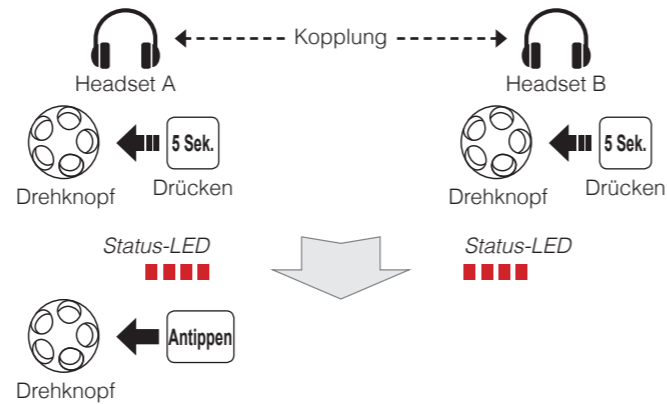 Kopplung
Headset A
Headset B
5 Sek.
5 Sek.
Drehknopf
Drücken
Drehknopf
Drücken
Status-LED
Status-LED
Antippen
Drehknopf